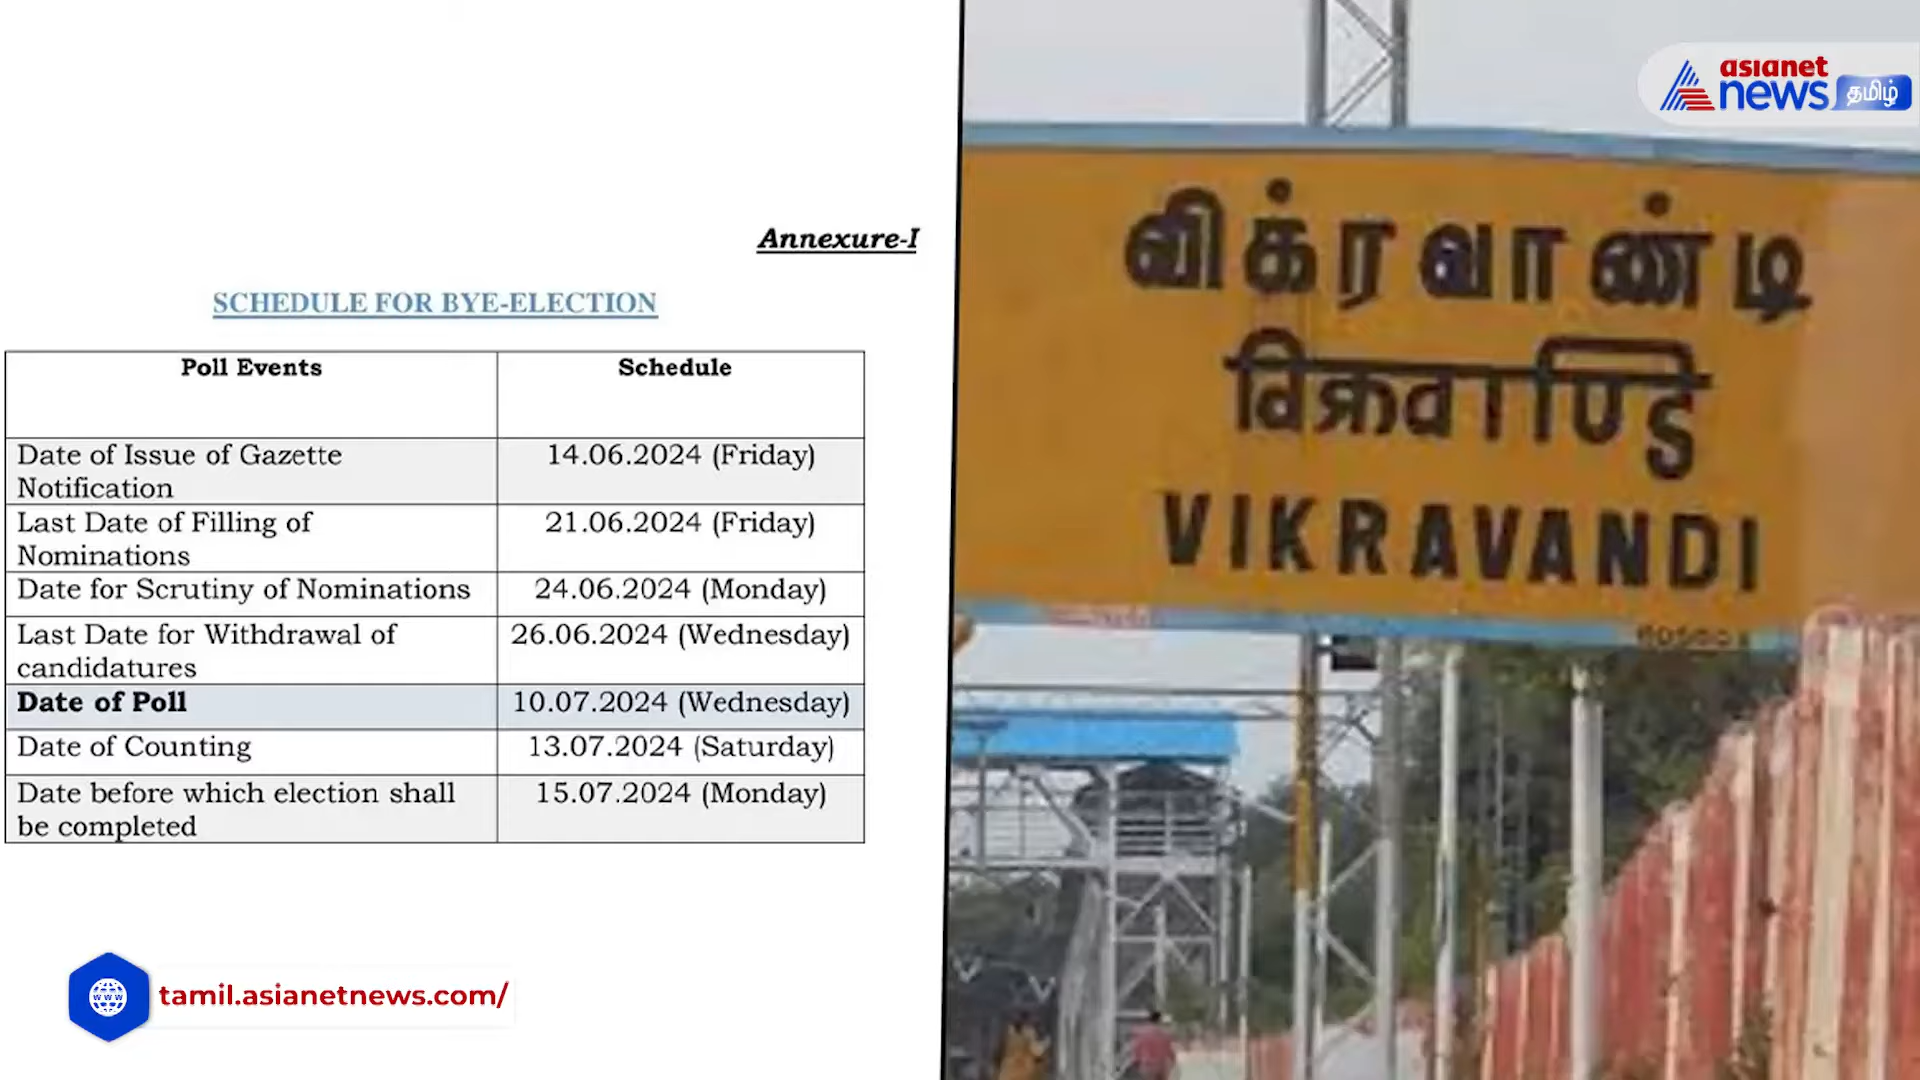 Annexure-I
SCHEDULE FOR BYE-ELECTION
Poll Events Schedule
Date of Issue of Gazette Notification 14.06.2024 (Friday)
Last Date of Filling of Nominations 21.06.2024 (Friday)
Date for Scrutiny of Nominations 24.06.2024 (Monday)
Last Date for Withdrawal of candidatures 26.06.2024 (Wednesday)
Date of Poll 10.07.2024 (Wednesday)
Date of Counting 13.07.2024 (Saturday)
Date before which election shall be completed 15.07.2024 (Monday)
www
tamil.asianetnews.com/
asianet
news தமிழ்
விக்ரவாண்டி
विक्रवाण्डि
VIKRAVANDI